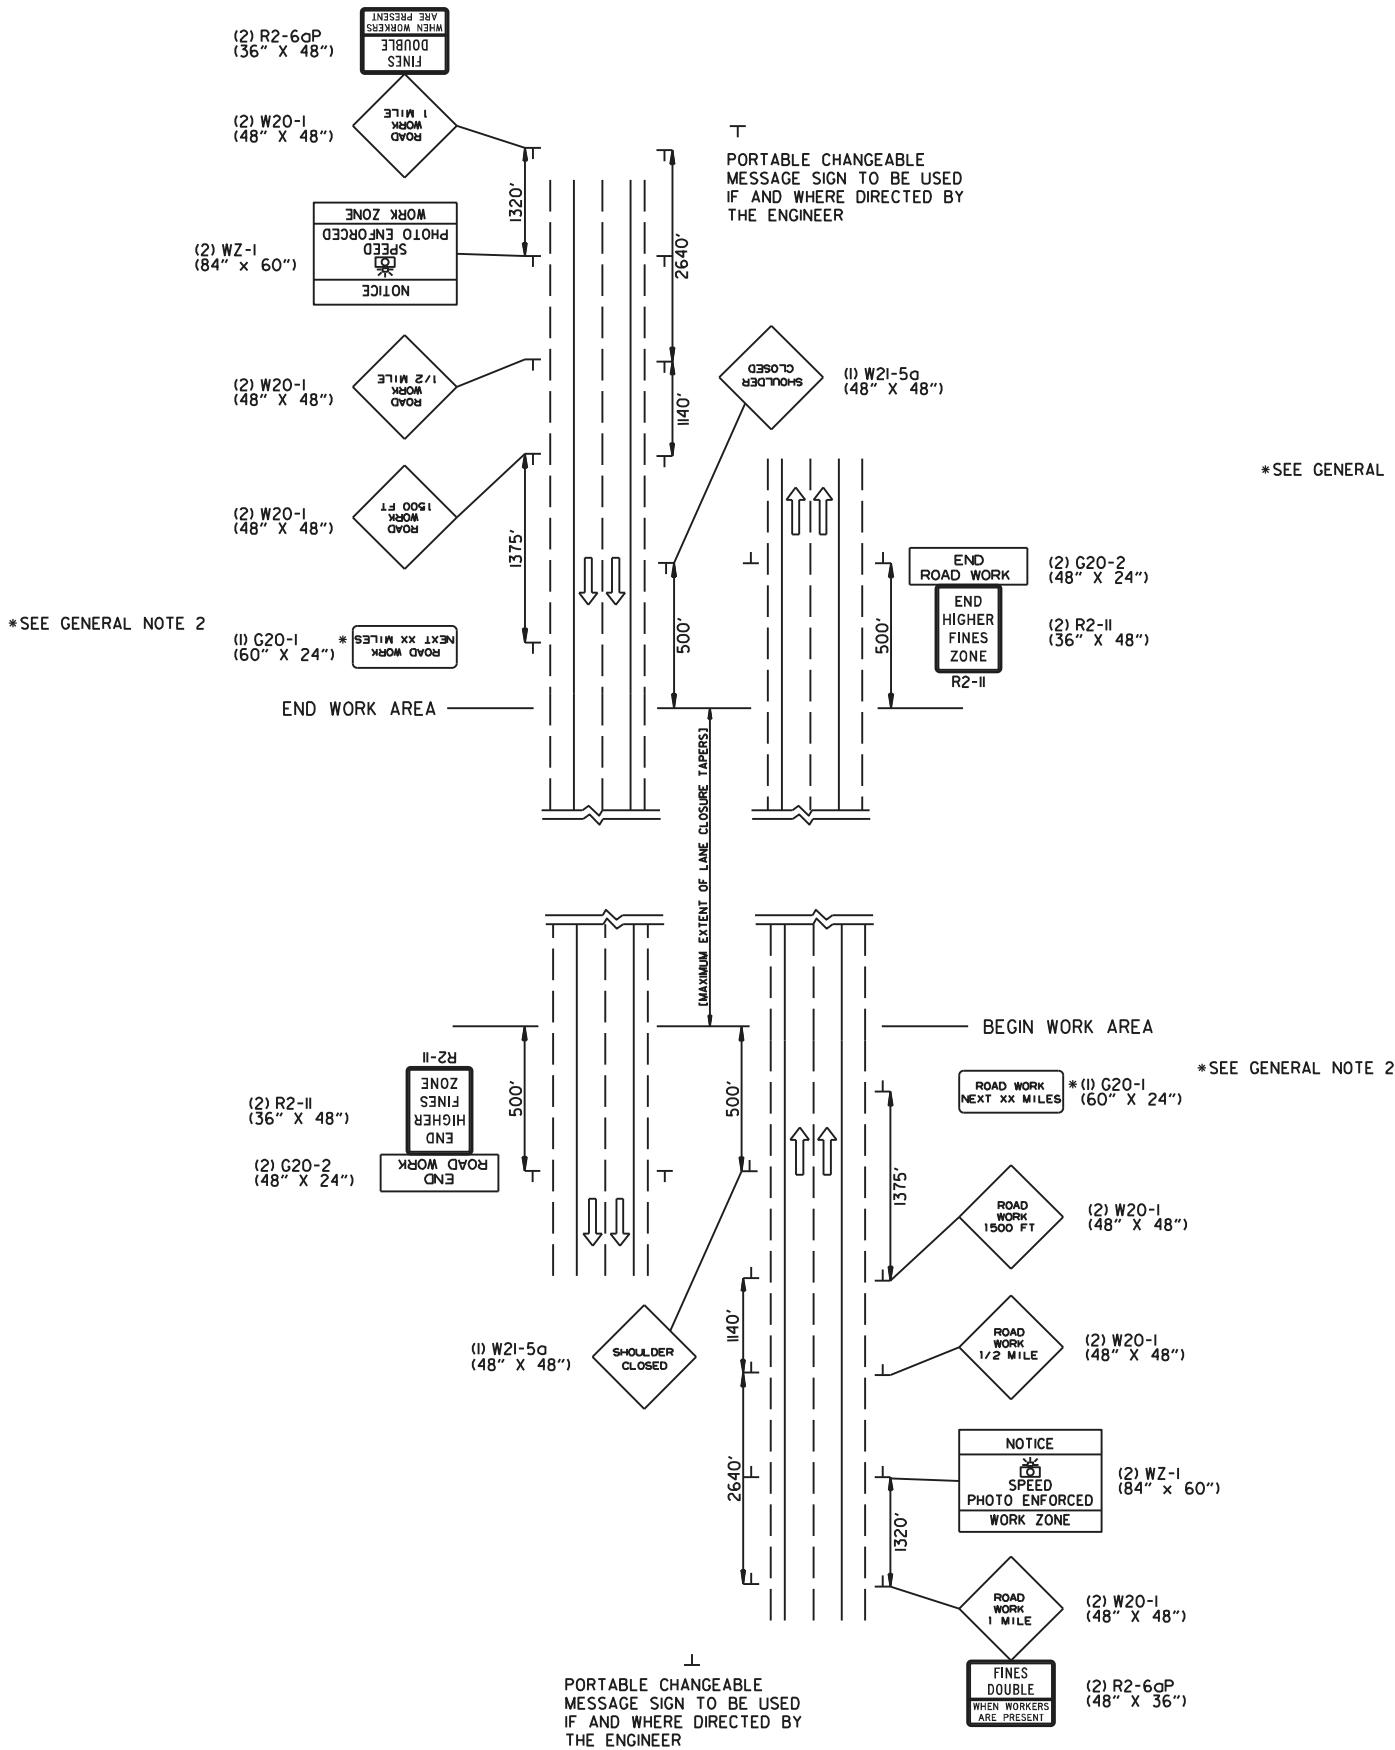 (2) R2-6aP
(36" X 48")
FINES
DOUBLE
WHEN WORKERS
ARE PRESENT
(2) W20-1
(48" X 48")
ROAD
WORK
1 MILE
PORTABLE CHANGEABLE
MESSAGE SIGN TO BE USED
IF AND WHERE DIRECTED BY
THE ENGINEER
1320'
2640'
(2) WZ-1
(84" x 60")
NOTICE
SPEED
PHOTO ENFORCED
WORK ZONE
(2) W20-1
(48" X 48")
ROAD
WORK
1/2 MILE
1140'
SHOULDER
CLOSED
(1) W21-5a
(48" X 48")
*SEE GENERAL
(2) W20-1
(48" X 48")
ROAD
WORK
1500 FT
1375'
500'
500'
END
ROAD WORK
(2) G20-2
(48" X 24")
END
HIGHER
FINES
ZONE
R2-11
(2) R2-11
(36" X 48")
*SEE GENERAL NOTE 2
(1) G20-1
(60" X 24")
*
ROAD WORK
NEXT XX MILES
END WORK AREA
[MAXIMUM EXTENT OF LANE CLOSURE TAPERS]
BEGIN WORK AREA
*SEE GENERAL NOTE 2
R2-11
END
HIGHER
FINES
ZONE
(2) R2-11
(36" X 48")
END
ROAD WORK
(2) G20-2
(48" X 24")
500'
500'
ROAD WORK
NEXT XX MILES
*(1) G20-1
(60" X 24")
1375'
ROAD
WORK
1500 FT
(2) W20-1
(48" X 48")
1140'
(1) W21-5a
(48" X 48")
SHOULDER
CLOSED
ROAD
WORK
1/2 MILE
(2) W20-1
(48" X 48")
2640'
NOTICE
SPEED
PHOTO ENFORCED
WORK ZONE
(2) WZ-1
(84" x 60")
1320'
ROAD
WORK
1 MILE
(2) W20-1
(48" X 48")
FINES
DOUBLE
WHEN WORKERS
ARE PRESENT
(2) R2-6aP
(48" X 36")
PORTABLE CHANGEABLE
MESSAGE SIGN TO BE USED
IF AND WHERE DIRECTED BY
THE ENGINEER